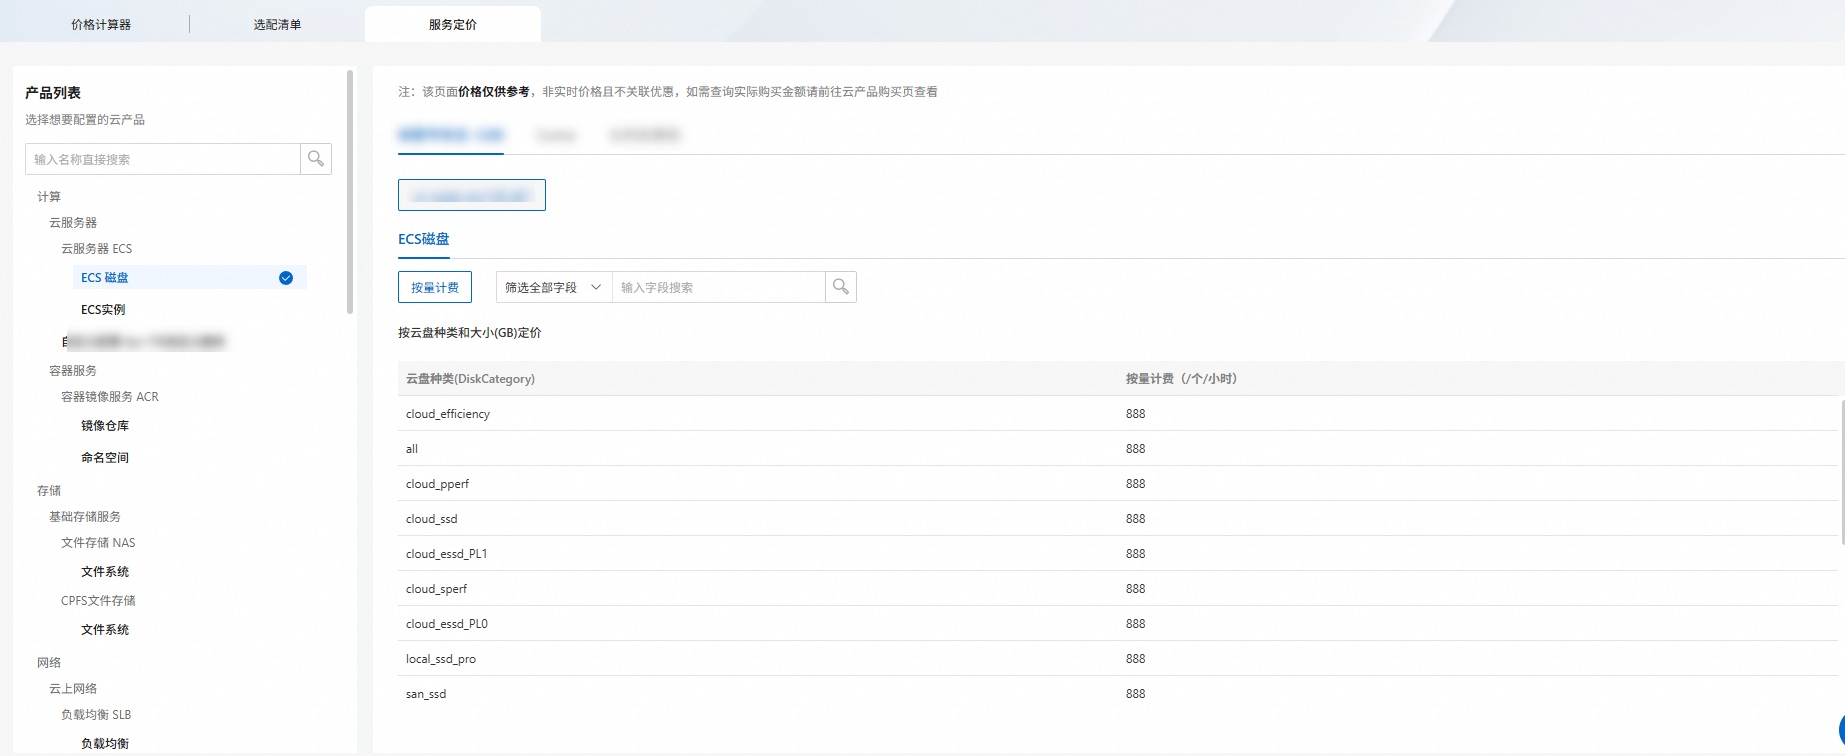 价格计算器
选配清单
服务定价
产品列表
选择想要配置的云产品
输入名称直接搜索
计算
云服务器
云服务器 ECS
ECS 磁盘
ECS实例
容器服务
容器镜像服务 ACR
镜像仓库
命名空间
存储
基础存储服务
文件存储 NAS
文件系统
CPFS文件存储
文件系统
网络
云上网络
负载均衡 SLB
负载均衡
注：该页面价格仅供参考，非实时价格且不关联优惠，如需查询实际购买金额请前往云产品购买页查看
ECS磁盘
按量计费 筛选全部字段 输入字段搜索
按云盘种类和大小(GB)定价
云盘种类(DiskCategory) 按量计费（/个/小时）
cloud_efficiency 888
all 888
cloud_pperf 888
cloud_ssd 888
cloud_essd_PL1 888
cloud_sperf 888
cloud_essd_PL0 888
local_ssd_pro 888
san_ssd 888